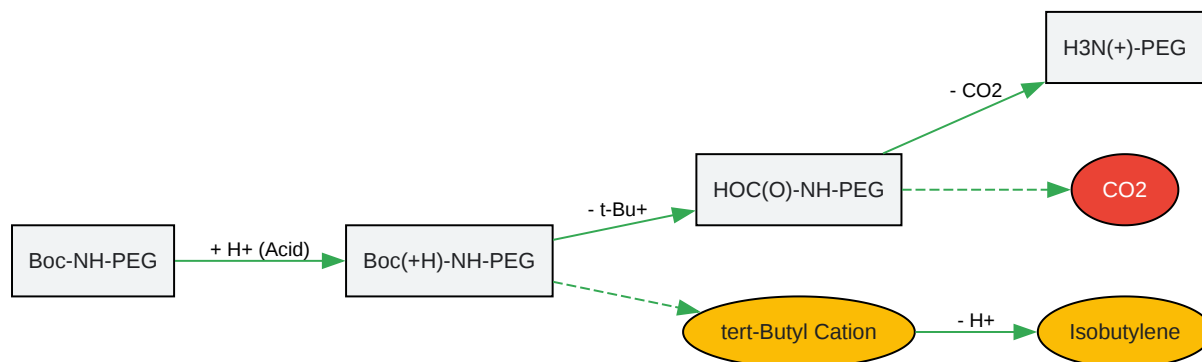 H3N(+)-PEG
- CO2
HOC(O)-NH-PEG
CO2
- t-Bu+
Boc-NH-PEG
+ H+ (Acid)
Boc(+H)-NH-PEG
tert-Butyl Cation
- H+
Isobutylene